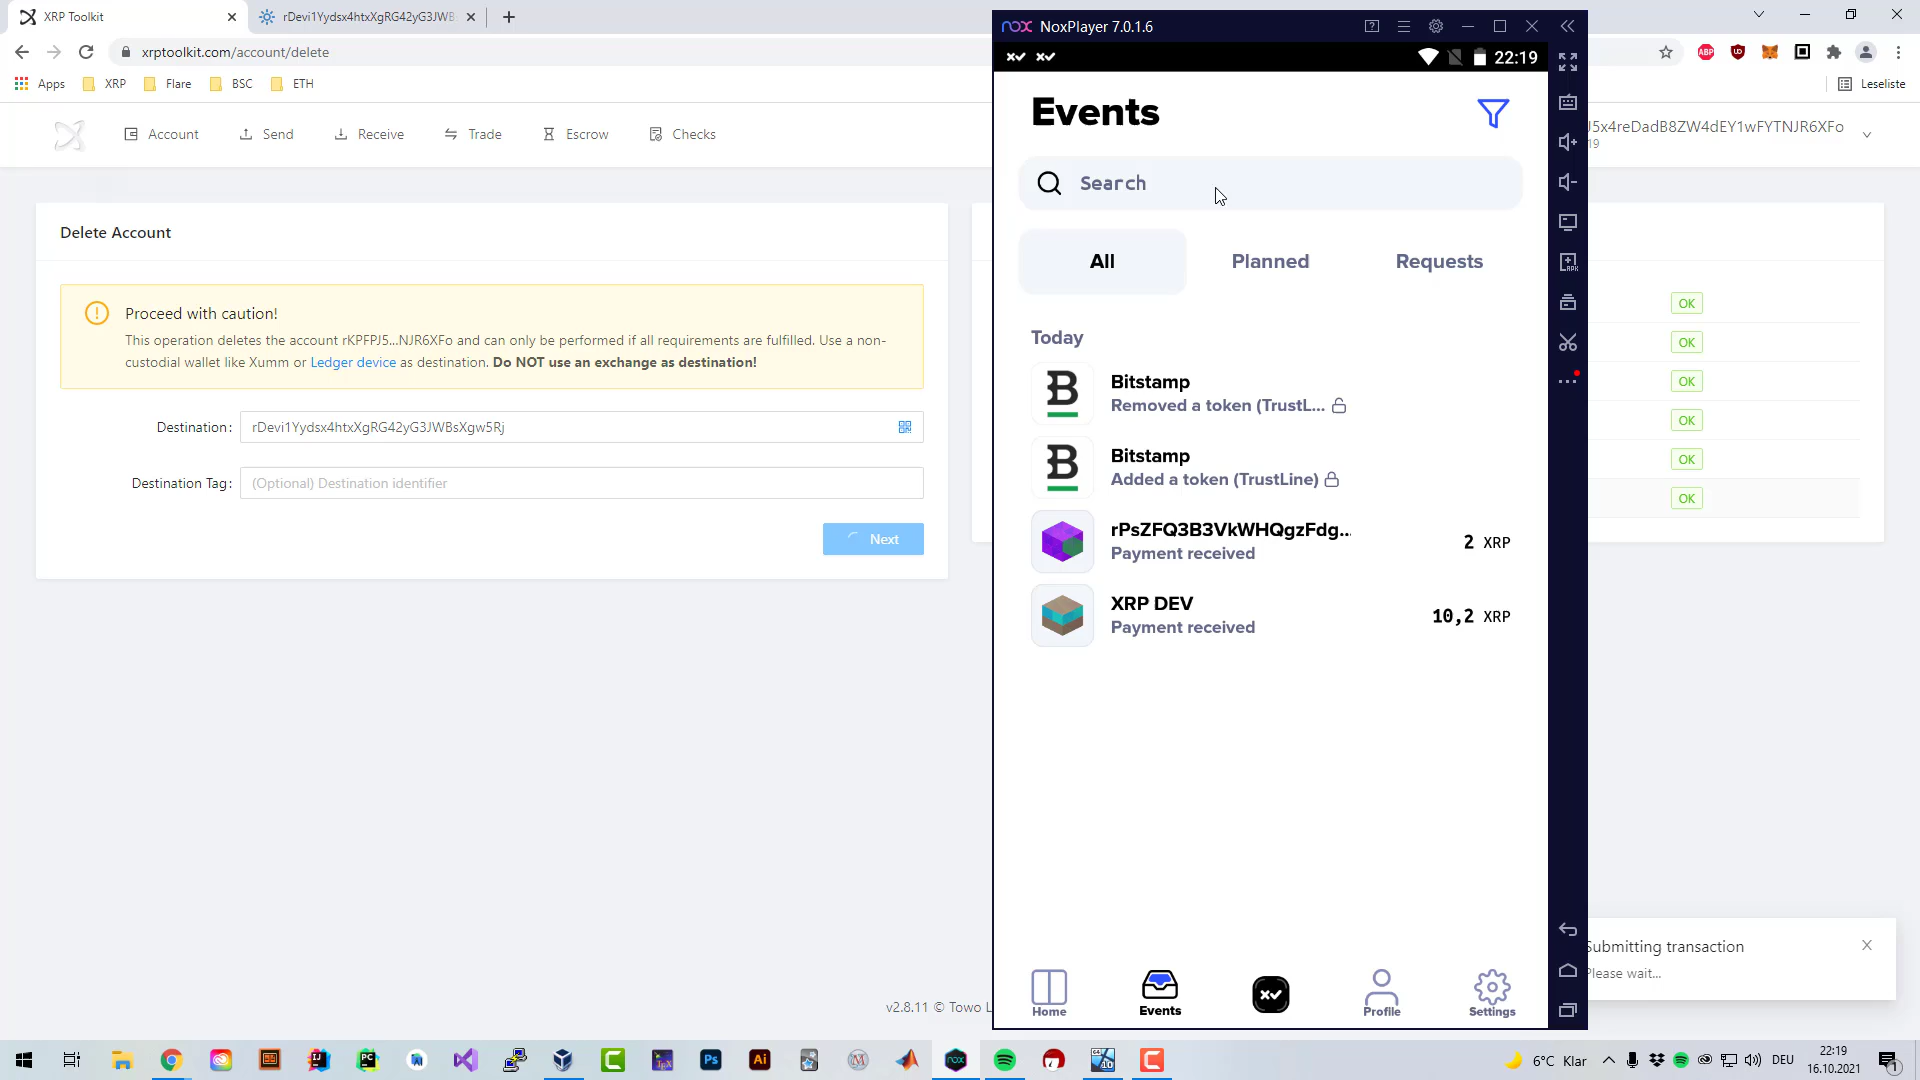 XRP Toolkit
rDevi1Yydsx4htxXgRG42yG3JWB
xrptoolkit.com/account/delete
Apps
XRP
Flare
BSC
ETH
Leseliste
Account
Send
Receive
Trade
Escrow
Checks
J5x4reDadB8ZW4dEY1wFYTNJR6XFo
19
Delete Account
Proceed with caution!
This operation deletes the account rKPFPJ5...NJR6XFo and can only be performed if all requirements are fulfilled. Use a non-
custodial wallet like Xumm or Ledger device as destination. Do NOT use an exchange as destination!
Destination:
rDevi1Yydsx4htxXgRG42yG3JWBsXgw5Rj
Destination Tag:
(Optional) Destination identifier
Next
OK
OK
OK
OK
OK
OK
nox NoxPlayer 7.0.1.6
22:19
Events
Search
All
Planned
Requests
Today
Bitstamp
Removed a token (TrustL...
Bitstamp
Added a token (TrustLine)
rPsZFQ3B3VkWHQgzFdg...
Payment received
2 XRP
XRP DEV
Payment received
10,2 XRP
Home
Events
Profile
Settings
Submitting transaction
Please wait...
v2.8.11 © Towo L
6°C Klar
DEU
22:19
16.10.2021